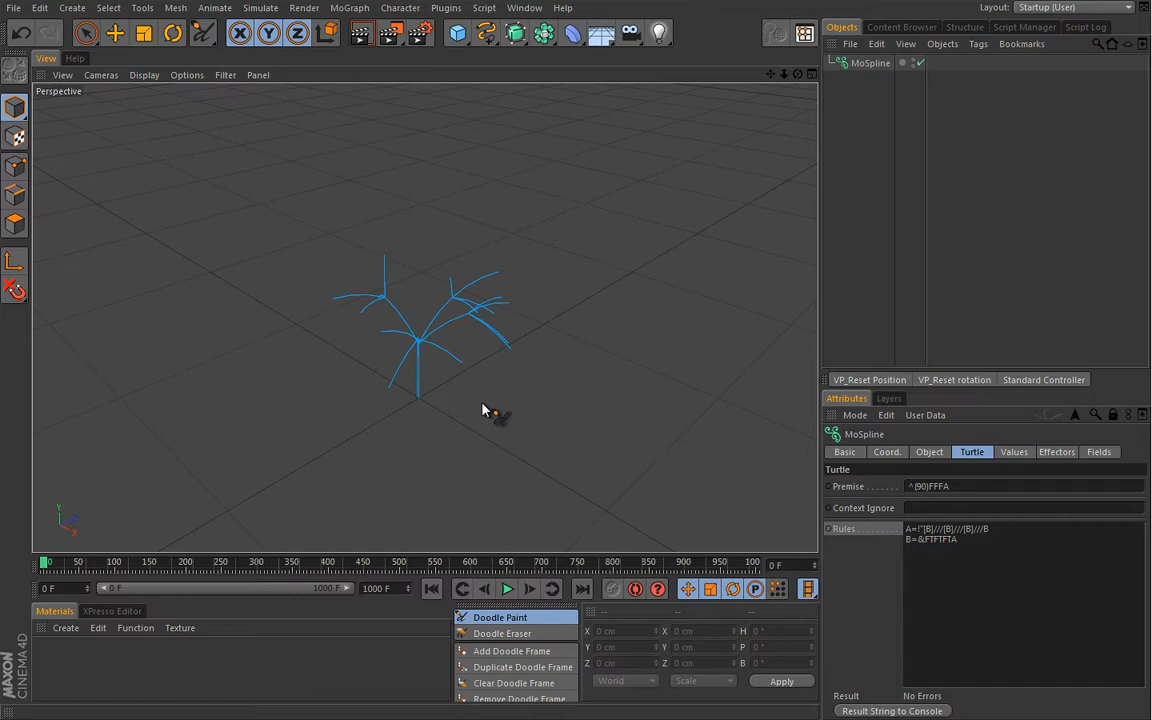 File Edit Create Select Tools Mesh Animate Simulate Render MoGraph Character Plugins Script Window Help
Layout: Startup (User)
X Y Z
Objects Content Browser Structure Script Manager Script Log
View Help
File Edit View Objects Tags Bookmarks
MoSpline
View Cameras Display Options Filter Panel
Perspective
Y
Z
X
VP_Reset Position VP_Reset rotation Standard Controller
Attributes Layers
Mode Edit User Data
MoSpline
Basic Coord. Object Turtle Values Effectors Fields
Turtle
Premise . . . . . . . ^(90)FFFA
Context Ignore
Rules . . . . . . . . . A=!"[B]///[B]///[B]///B
B=&FTFTFTA
0 50 100 150 200 250 300 350 400 450 500 550 600 650 700 750 800 850 900 950 1000
0 F
0 F 0 F 1000 F 1000 F
P
Materials XPresso Editor
Create Edit Function Texture
Doodle Paint
Doodle Eraser
Add Doodle Frame
Duplicate Doodle Frame
Clear Doodle Frame
Remove Doodle Frame
-- -- --
X 0 cm X 0 cm H 0 °
Y 0 cm Y 0 cm P 0 °
Z 0 cm Z 0 cm B 0 °
World Scale Apply
Result No Errors
Result String to Console
MAXON
CINEMA 4D